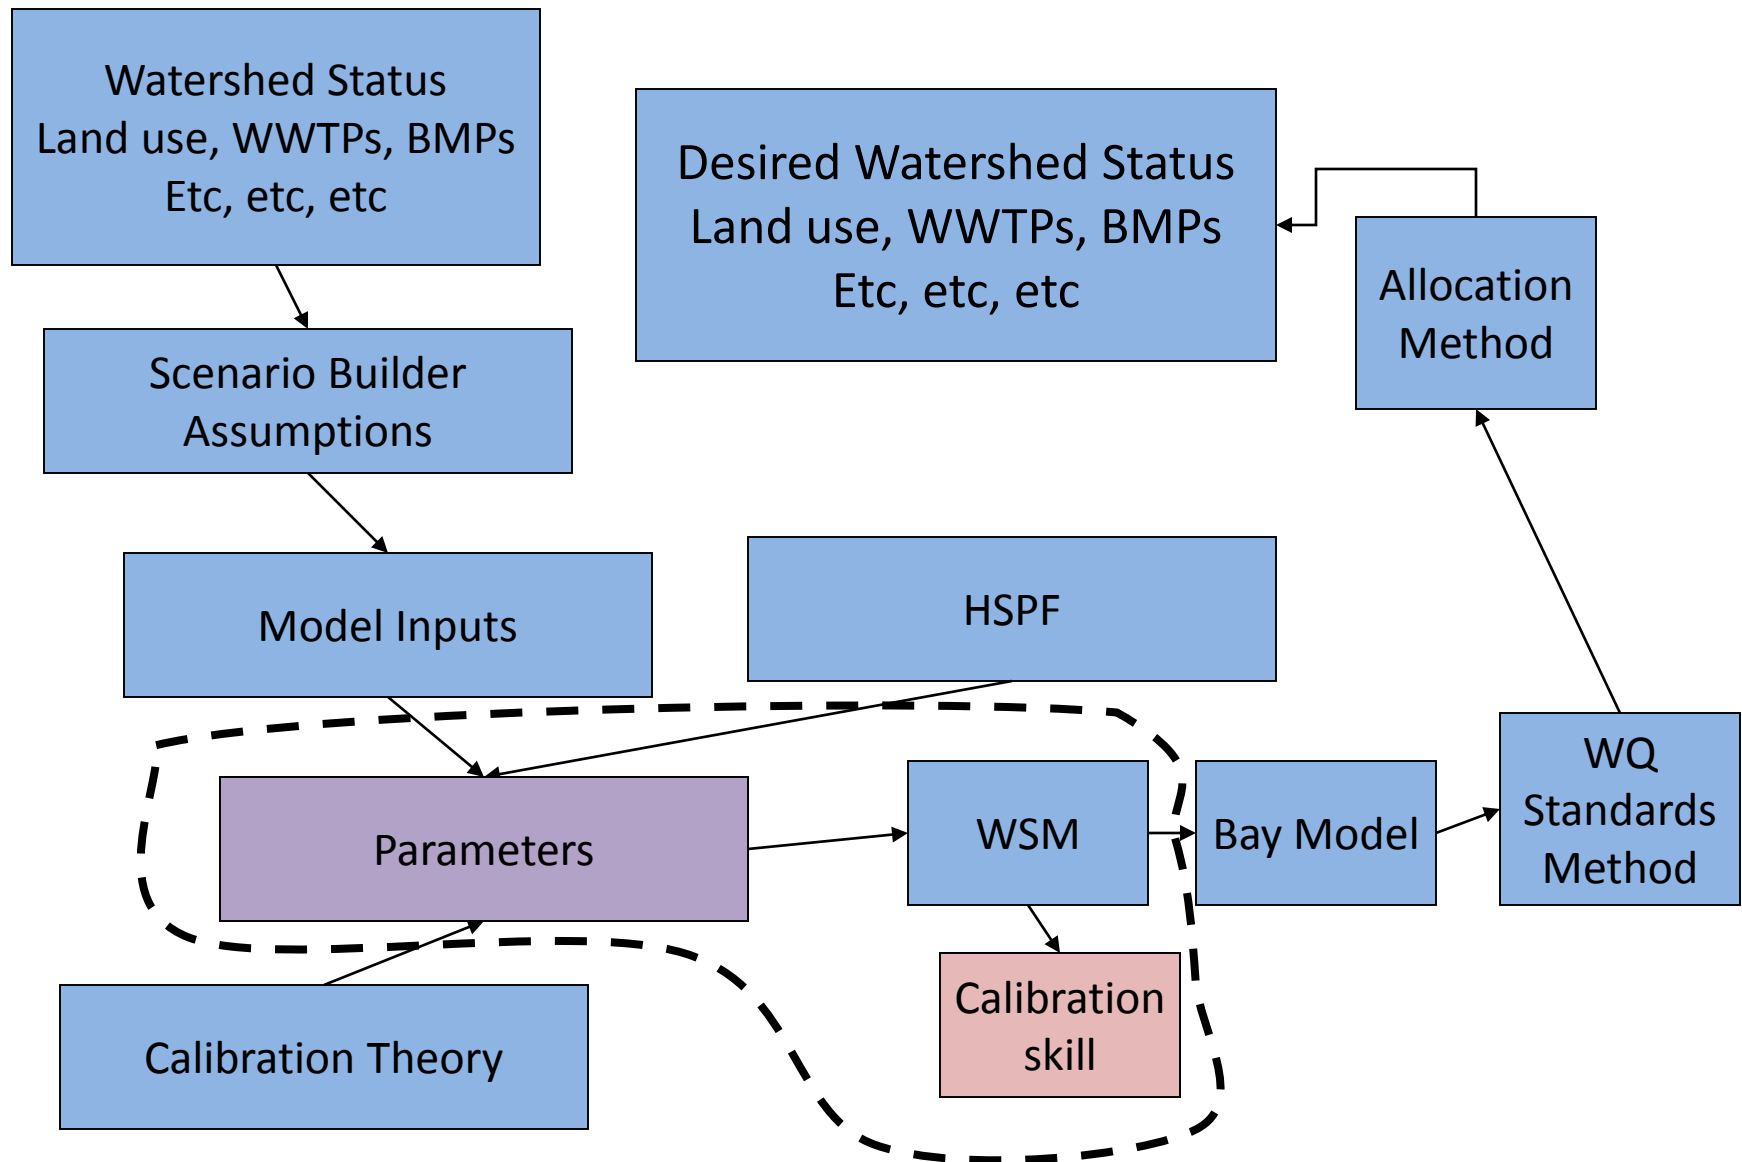 Watershed Status
Land use, WWTPs, BMPs
Etc, etc, etc
Desired Watershed Status
Land use, WWTPs, BMPs
Etc, etc, etc
Allocation
Method
Scenario Builder
Assumptions
Model Inputs
HSPF
Parameters
WSM
Bay Model
WQ
Standards
Method
Calibration
skill
Calibration Theory